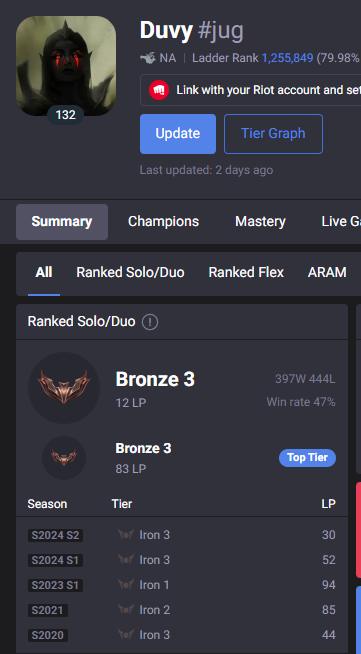 Duvy #jug
NA | Ladder Rank 1,255,849 (79.98%
132
Link with your Riot account and set
Update
Tier Graph
Last updated: 2 days ago
Summary Champions Mastery Live Ga
All Ranked Solo/Duo Ranked Flex ARAM
Ranked Solo/Duo
Bronze 3 397W 444L
12 LP Win rate 47%
Bronze 3
83 LP
Top Tier
Season Tier LP
S2024 S2 Iron 3 30
S2024 S1 Iron 3 52
S2023 S1 Iron 1 94
S2021 Iron 2 85
S2020 Iron 3 44